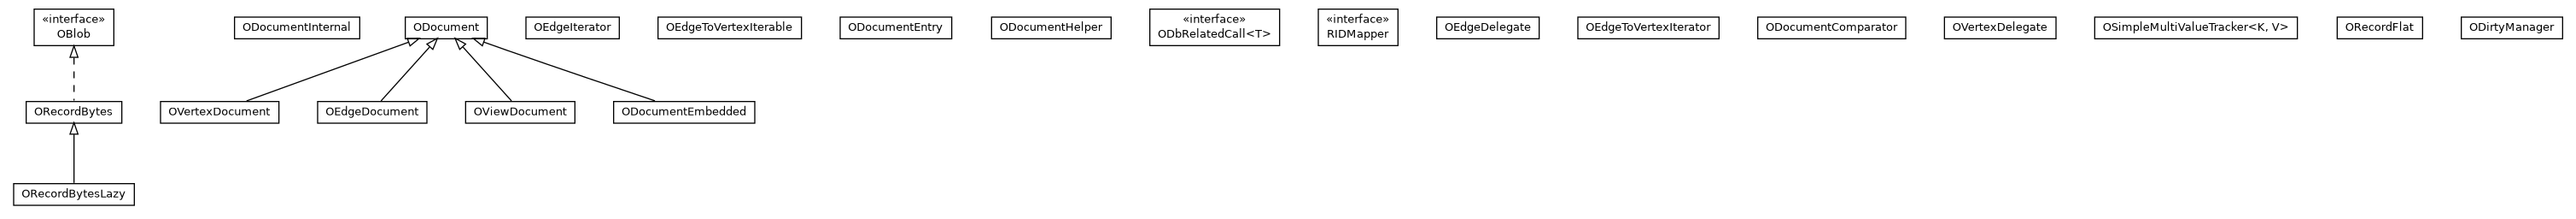 «interface»
OBlob
ODocumentInternal
ODocument
OEdgeIterator
OEdgeToVertexIterable
ODocumentEntry
ODocumentHelper
«interface»
ODbRelatedCall<T>
«interface»
RIDMapper
OEdgeDelegate
OEdgeToVertexIterator
ODocumentComparator
OVertexDelegate
OSimpleMultiValueTracker<K, V>
ORecordFlat
ODirtyManager
ORecordBytes
OVertexDocument
OEdgeDocument
OViewDocument
ODocumentEmbedded
ORecordBytesLazy